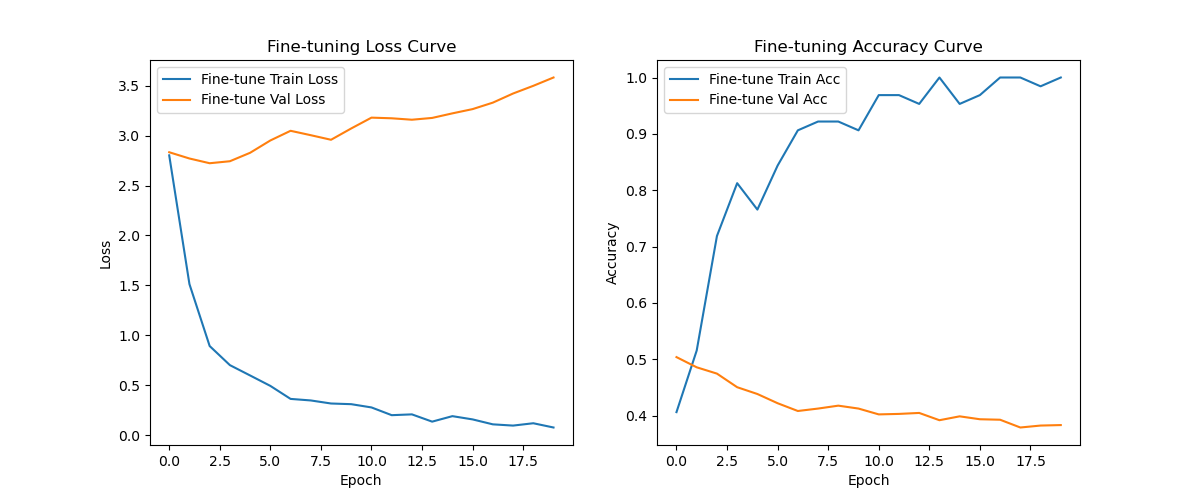 Fine-tuning Loss Curve
Fine-tune Train Loss
Fine-tune Val Loss
3.5
3.0
2.5
2.0
1.5
1.0
0.5
0.0
Loss
0.0 2.5 5.0 7.5 10.0 12.5 15.0 17.5
Epoch
Fine-tuning Accuracy Curve
Fine-tune Train Acc
Fine-tune Val Acc
1.0
0.9
0.8
0.7
0.6
0.5
0.4
Accuracy
0.0 2.5 5.0 7.5 10.0 12.5 15.0 17.5
Epoch